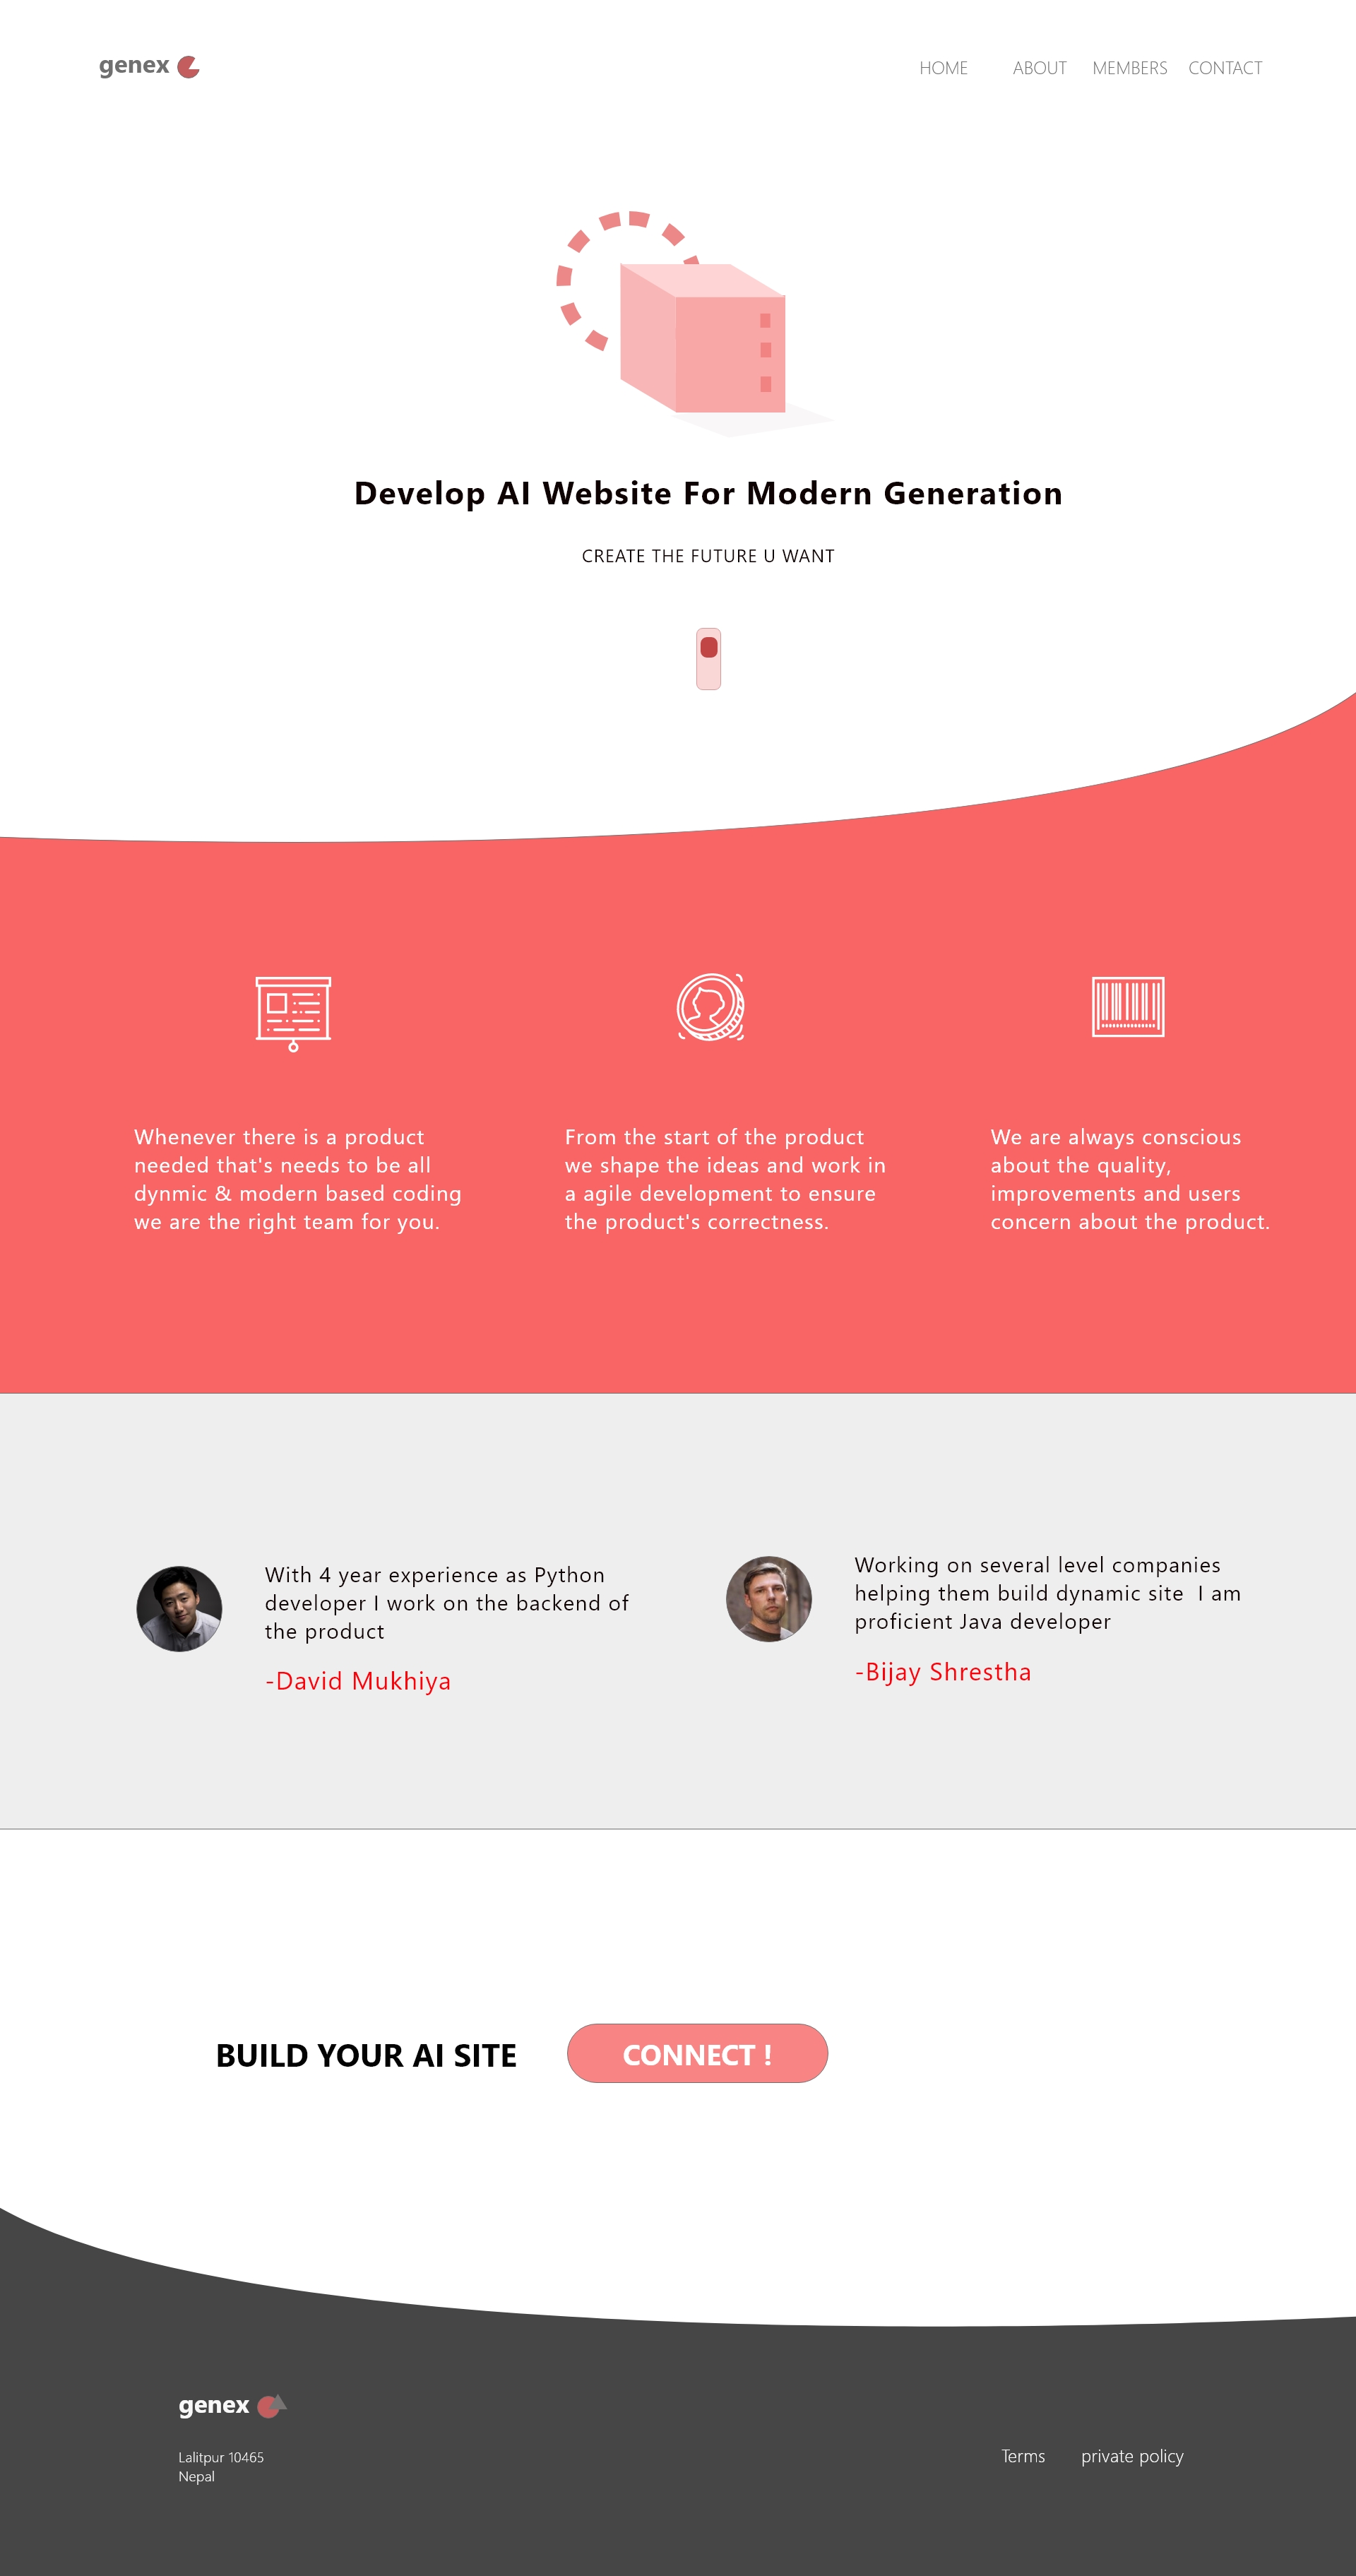 genex
HOME ABOUT MEMBERS CONTACT
Develop AI Website For Modern Generation
CREATE THE FUTURE U WANT
Whenever there is a product
needed that's needs to be all
dynmic & modern based coding
we are the right team for you.
From the start of the product
we shape the ideas and work in
a agile development to ensure
the product's correctness.
We are always conscious
about the quality,
improvements and users
concern about the product.
With 4 year experience as Python
developer I work on the backend of
the product
-David Mukhiya
Working on several level companies
helping them build dynamic site  I am
proficient Java developer
-Bijay Shrestha
BUILD YOUR AI SITE
CONNECT !
genex
Lalitpur 10465
Nepal
Terms private policy